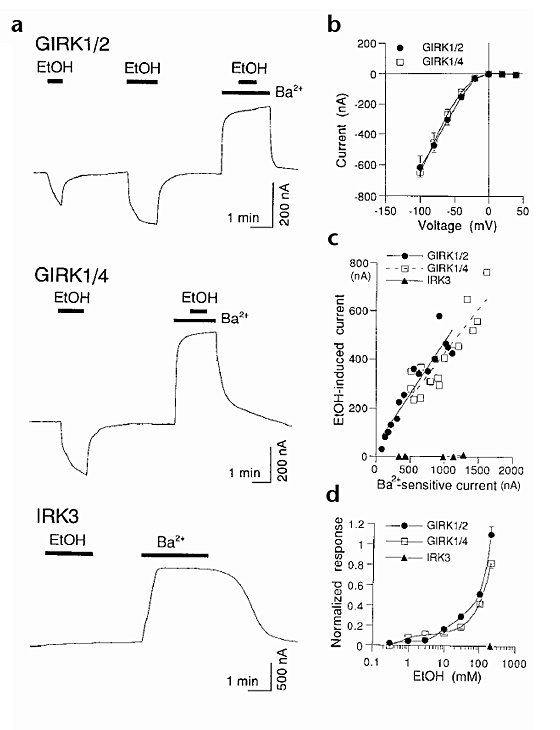 a
GIRK1/2
EtOH EtOH EtOH
Ba²⁺
1 min
200 nA
GIRK1/4
EtOH EtOH
Ba²⁺
1 min
200 nA
IRK3
EtOH Ba²⁺
1 min
500 nA
b
GIRK1/2
GIRK1/4
Current (nA)
200
0
-200
-400
-600
-800
-150 -100 -50 0 50
Voltage (mV)
c
GIRK1/2
GIRK1/4
IRK3
EtOH-induced current
800
(nA)
600
400
200
0
0 500 1000 1500 2000
Ba²⁺-sensitive current (nA)
d
GIRK1/2
GIRK1/4
IRK3
Normalized response
1.2
1
0.8
0.6
0.4
0.2
0
0.1 1 10 100 1000
EtOH (mM)